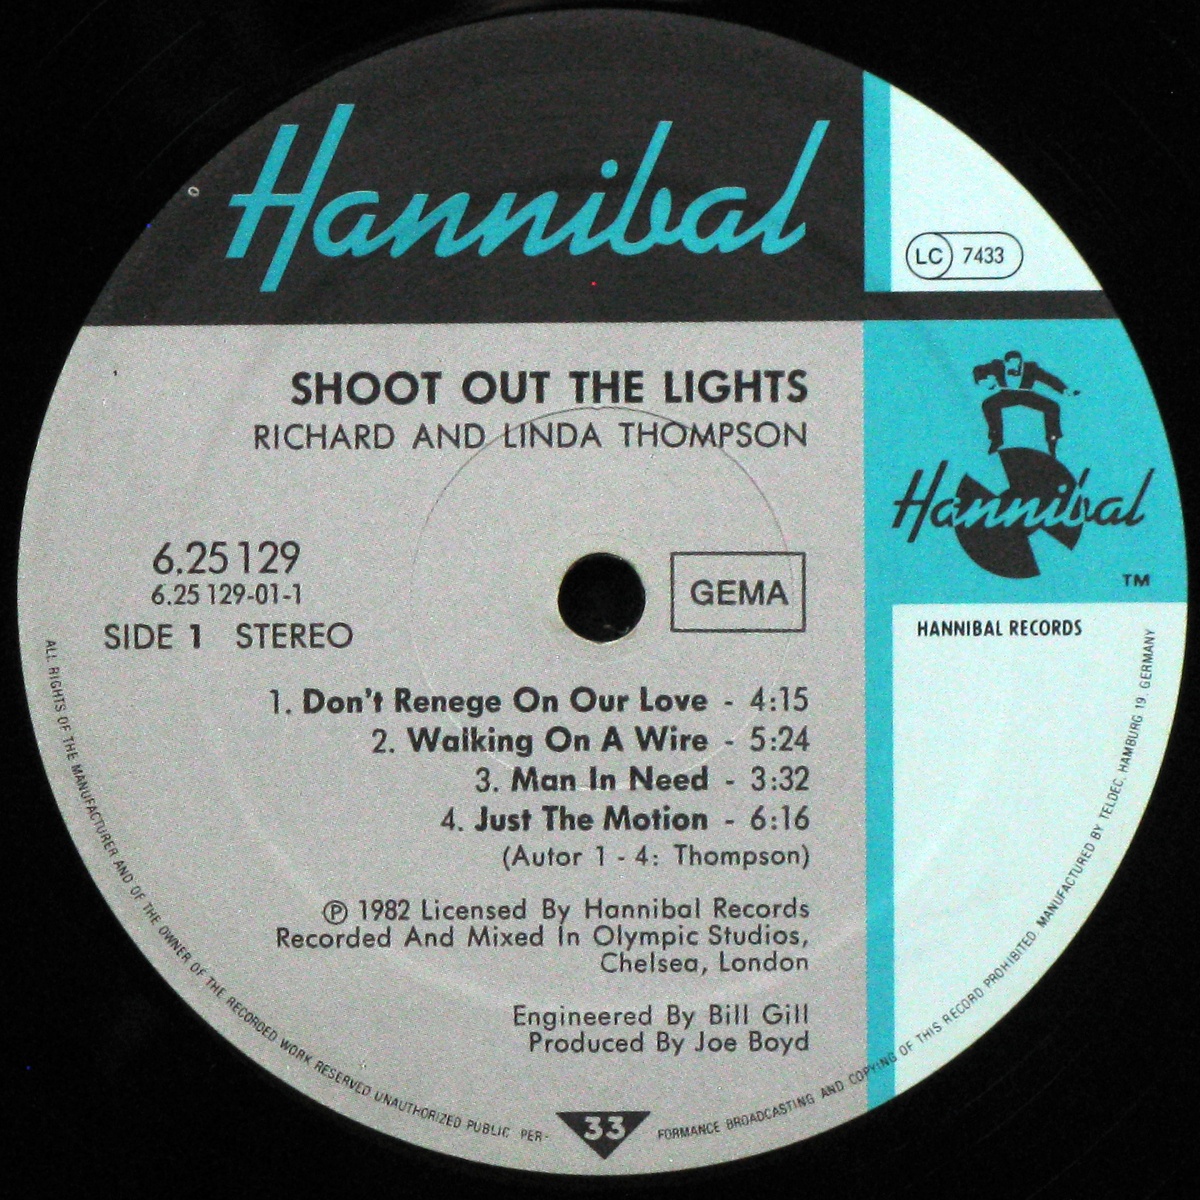 Hannibal
LC 7433
SHOOT OUT THE LIGHTS
RICHARD AND LINDA THOMPSON
Hannibal
TM
HANNIBAL RECORDS
6.25 129
6.25 129-01-1
SIDE 1 STEREO
GEMA
1. Don't Renege On Our Love - 4:15
2. Walking On A Wire - 5:24
3. Man In Need - 3:32
4. Just The Motion - 6:16
(Autor 1 - 4: Thompson)
Ⓟ 1982 Licensed By Hannibal Records
Recorded And Mixed In Olympic Studios,
Chelsea, London
Engineered By Bill Gill
Produced By Joe Boyd
33
ALL RIGHTS OF THE MANUFACTURER AND OF THE OWNER OF THE RECORDED WORK RESERVED UNAUTHORIZED PUBLIC PER-FORMANCE BROADCASTING AND COPYING OF THIS RECORD PROHIBITED. MANUFACTURED BY TELDEC, HAMBURG 19, GERMANY